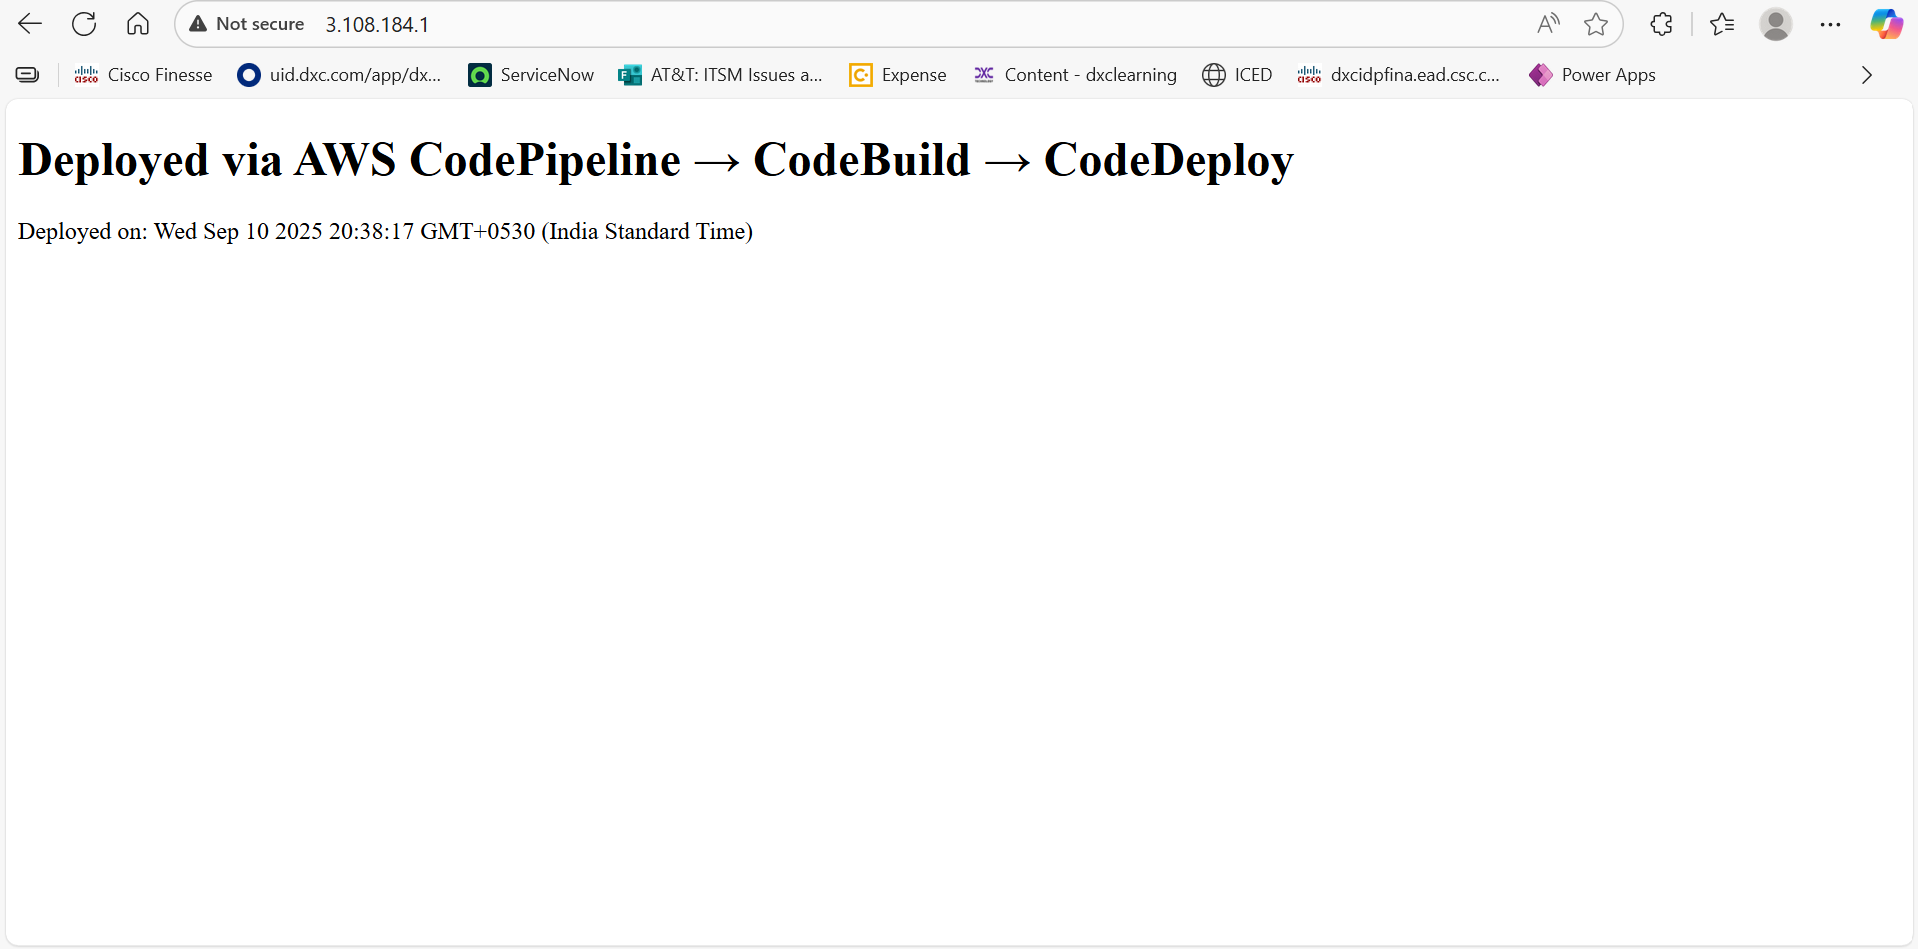 Not secure 3.108.184.1
Cisco Finesse uid.dxc.com/app/dx... ServiceNow AT&T: ITSM Issues a... Expense Content - dxclearning ICED dxcidpfina.ead.csc.c... Power Apps
Deployed via AWS CodePipeline → CodeBuild → CodeDeploy
Deployed on: Wed Sep 10 2025 20:38:17 GMT+0530 (India Standard Time)